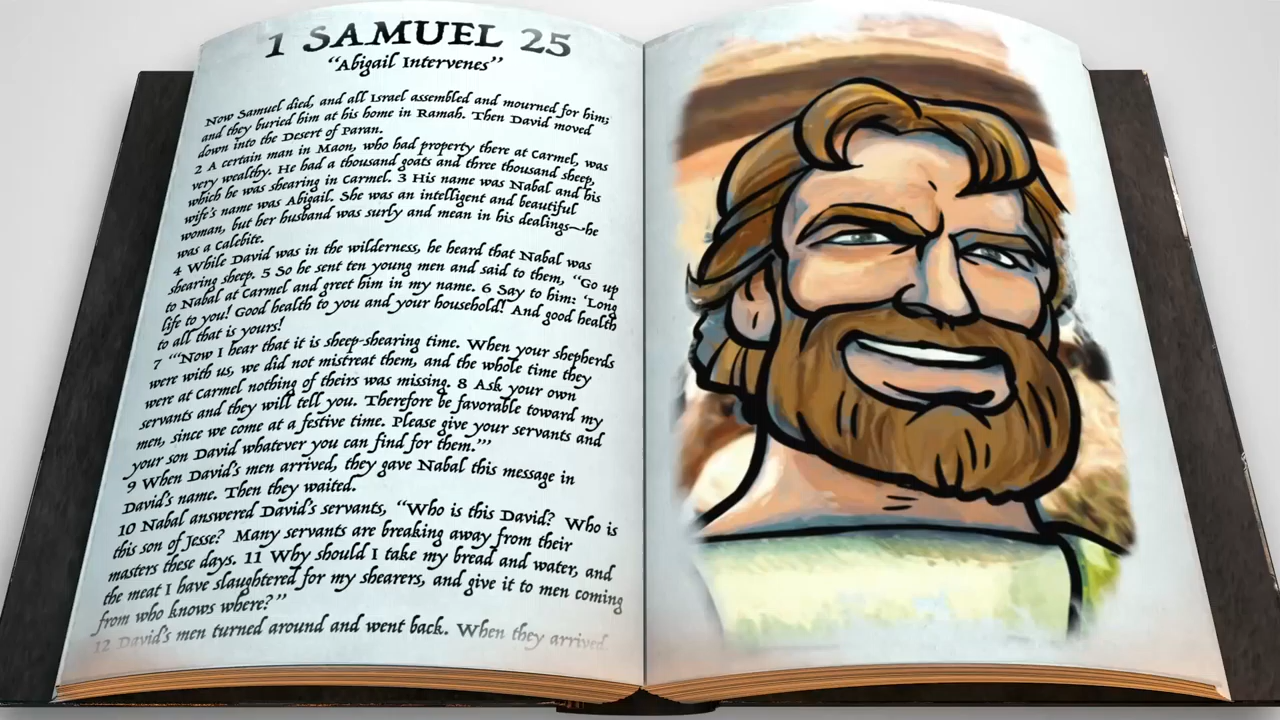 1 SAMUEL 25
“Abigail Intervenes”
Now Samuel died, and all Israel assembled and mourned for him;
and they buried him at his home in Ramah. Then David moved
down into the Desert of Paran.
2 A certain man in Maon, who had property there at Carmel, was
very wealthy. He had a thousand goats and three thousand sheep,
which he was shearing in Carmel. 3 His name was Nabal and his
wife's name was Abigail. She was an intelligent and beautiful
woman, but her husband was surly and mean in his dealings—he
was a Calebite.
4 While David was in the wilderness, he heard that Nabal was
shearing sheep. 5 So he sent ten young men and said to them, “Go up
to Nabal at Carmel and greet him in my name. 6 Say to him: ‘Long
life to you! Good health to you and your household! And good health
to all that is yours!
7 “‘Now I hear that it is sheep-shearing time. When your shepherds
were with us, we did not mistreat them, and the whole time they
were at Carmel nothing of theirs was missing. 8 Ask your own
servants and they will tell you. Therefore be favorable toward my
men, since we come at a festive time. Please give your servants and
your son David whatever you can find for them.’”
9 When David's men arrived, they gave Nabal this message in
David's name. Then they waited.
10 Nabal answered David's servants, “Who is this David? Who is
this son of Jesse? Many servants are breaking away from their
masters these days. 11 Why should I take my bread and water, and
the meat I have slaughtered for my shearers, and give it to men coming
from who knows where?”
12 David's men turned around and went back. When they arrived